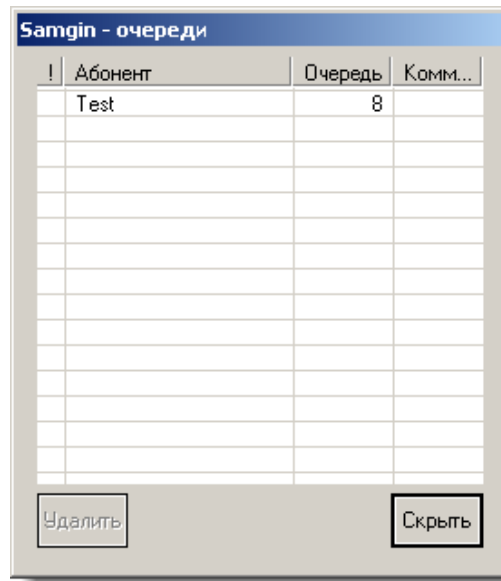 Samgin - очереди
! Абонент Очередь Комм...
Test 8
Удалить Скрыть